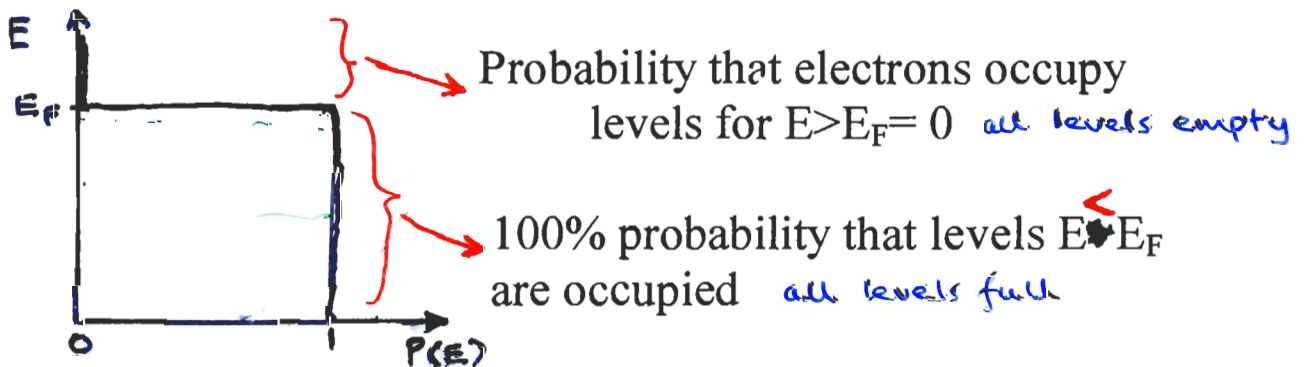 E
Probability that electrons occupy
levels for E>E_F= 0 all levels empty
E_F
<
100% probability that levels E E_F
are occupied all levels full
0 1 P(E)